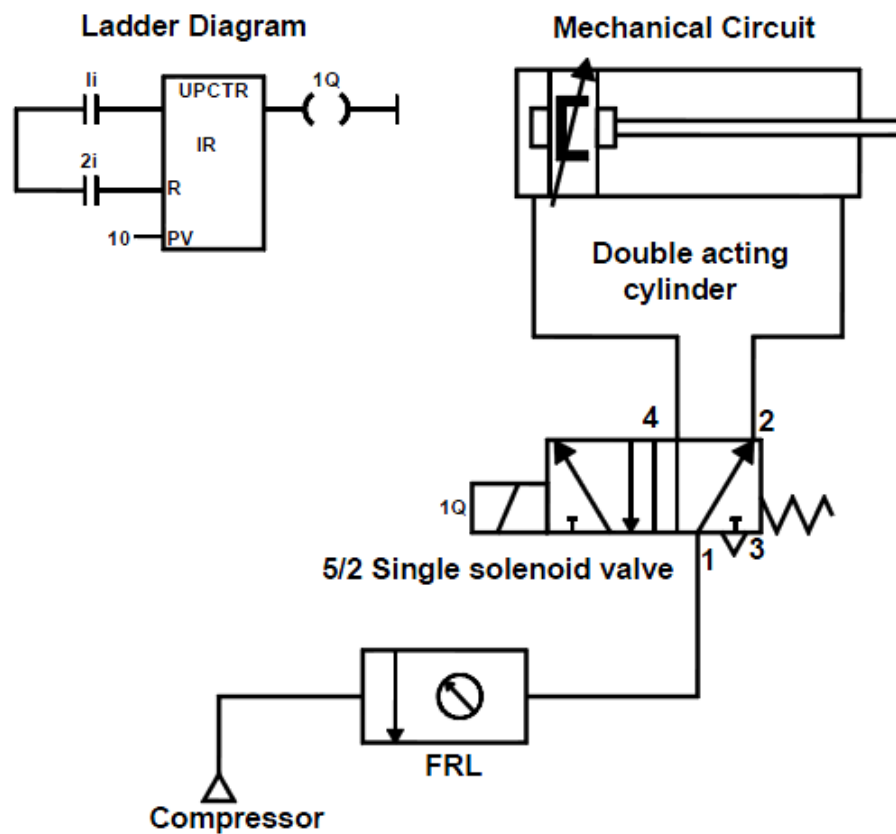 Ladder Diagram
Mechanical Circuit
Ii
UPCTR
1Q
IR
2i
R
10
PV
Double acting
cylinder
4
2
1Q
1
3
5/2 Single solenoid valve
FRL
Compressor